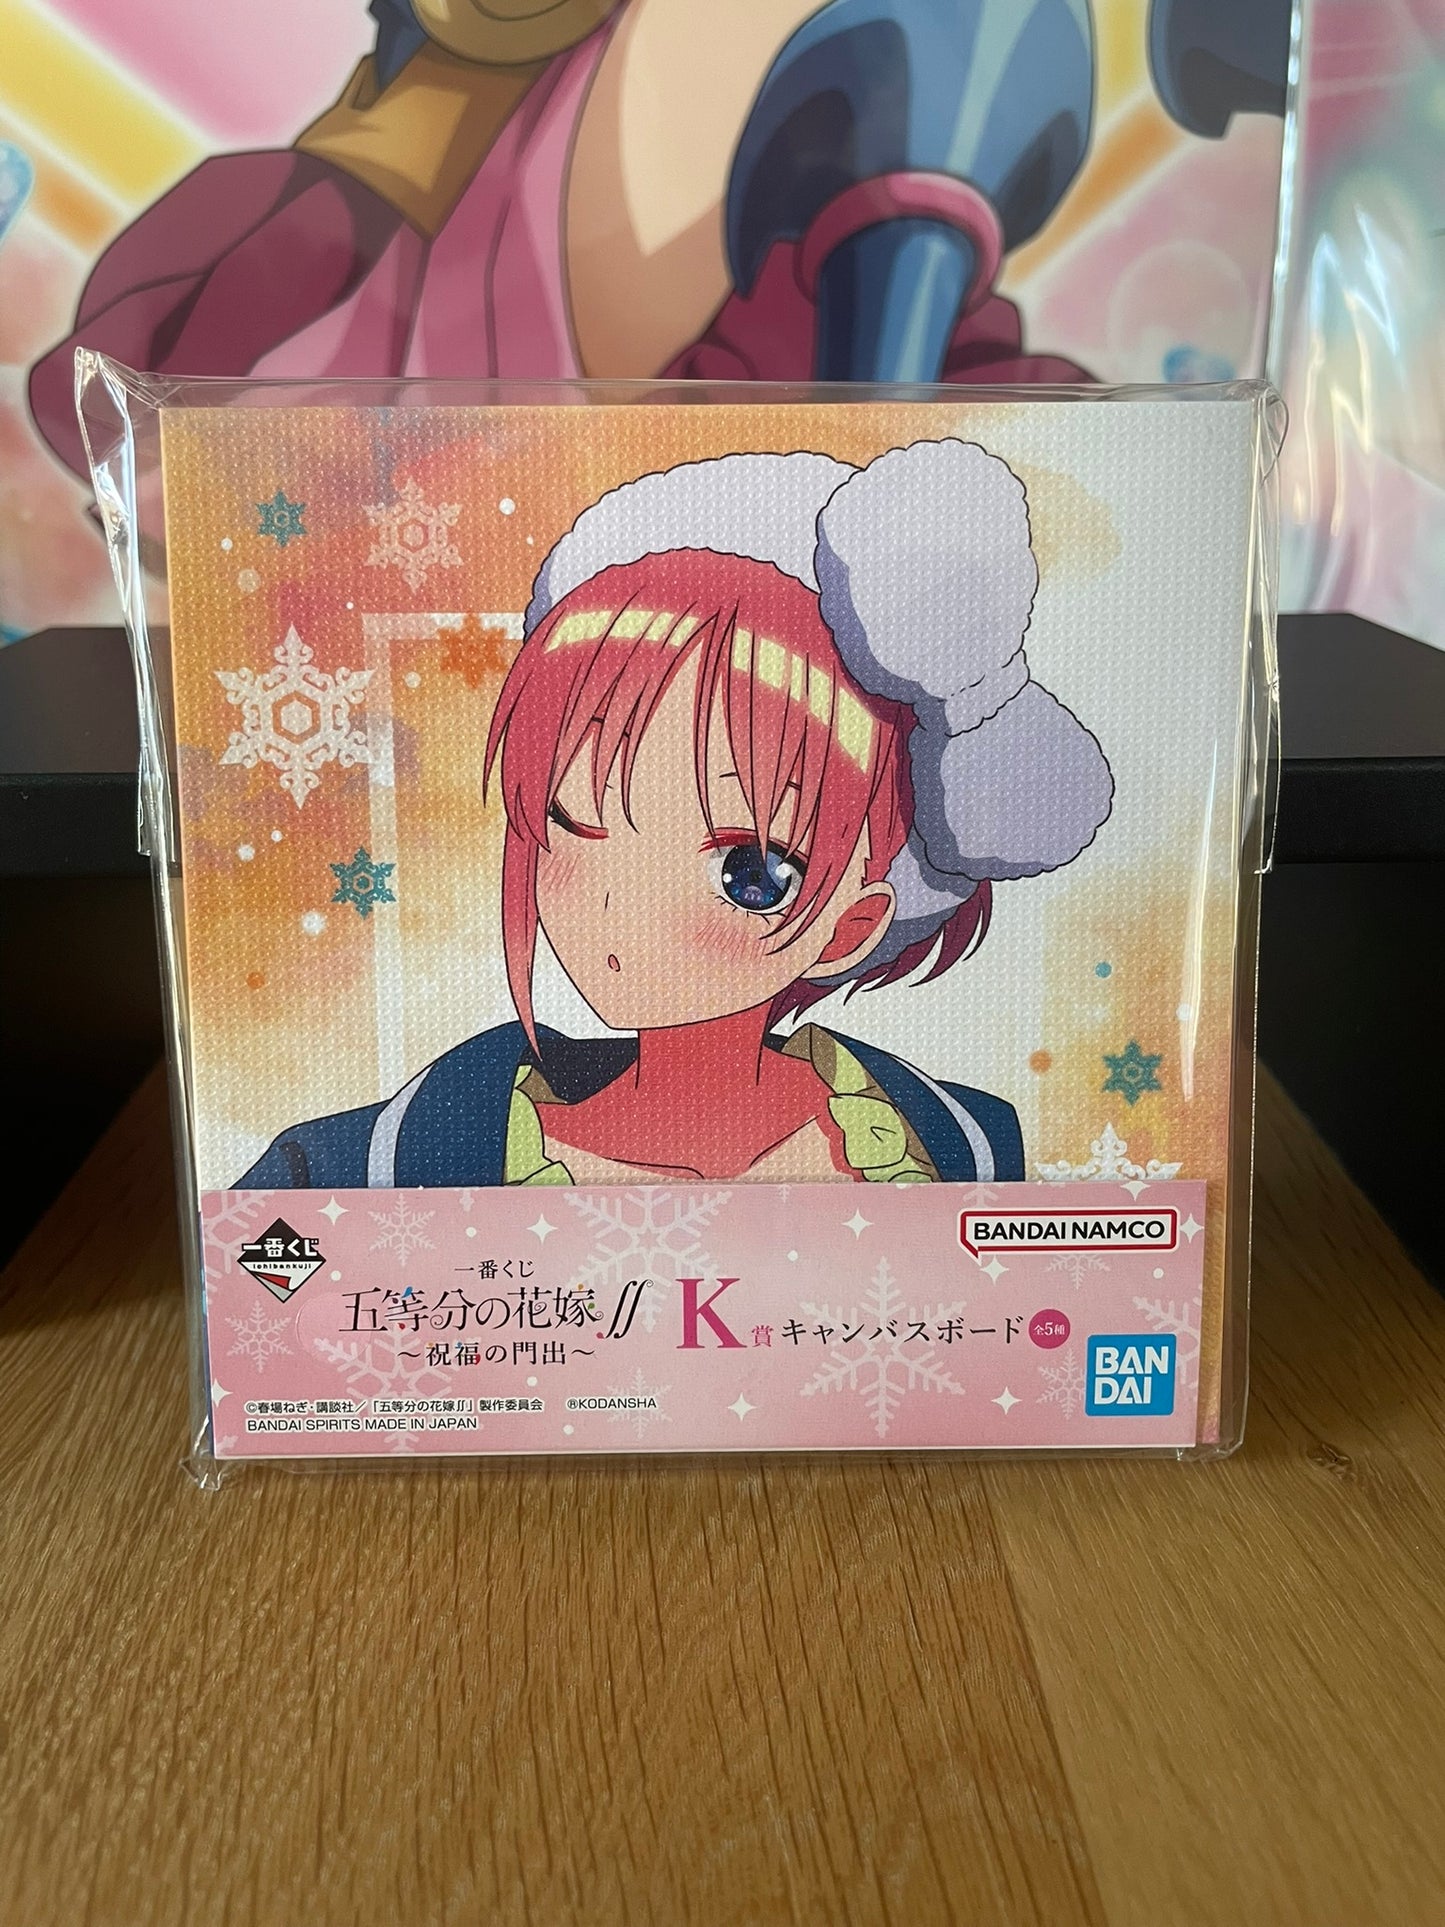 一番くじ
ichibankuji
BANDAI NAMCO
一番くじ
五等分の花嫁∬
～祝福の門出～
K賞 キャンバスボード 全5種
BAN
DAI
©春場ねぎ・講談社／「五等分の花嫁∬」製作委員会 ®KODANSHA
BANDAI SPIRITS MADE IN JAPAN